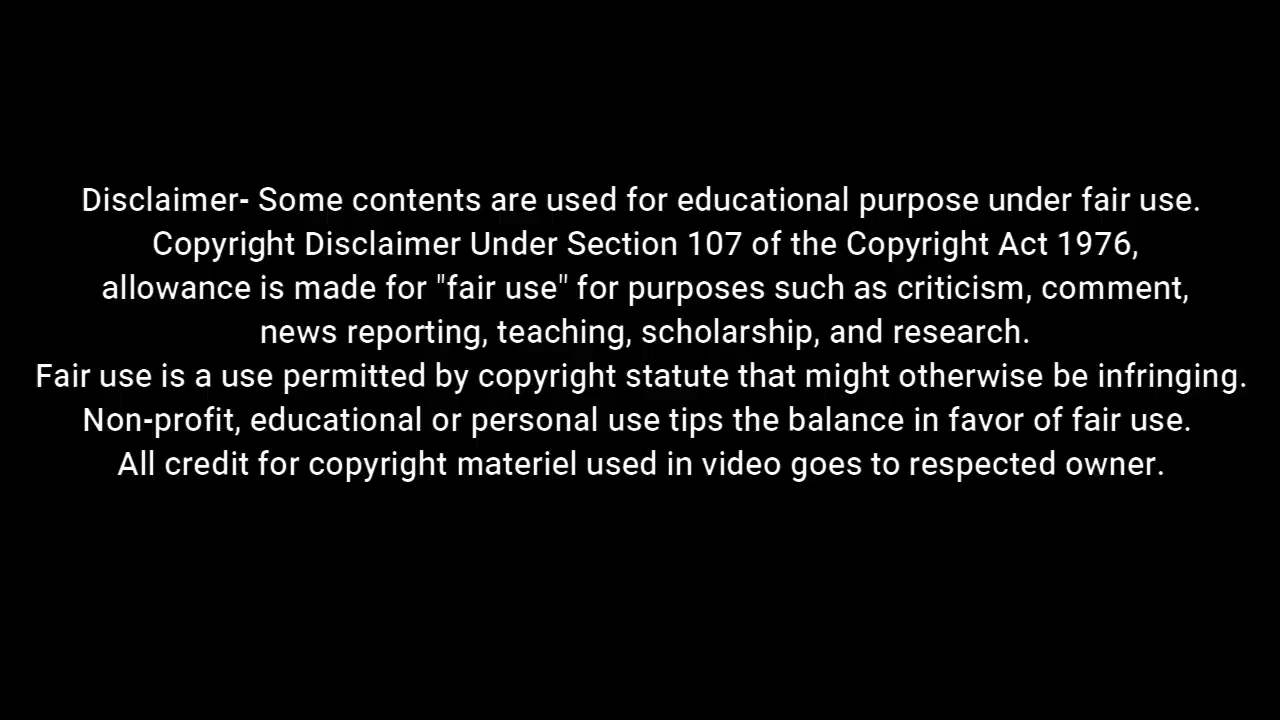 Disclaimer- Some contents are used for educational purpose under fair use.
Copyright Disclaimer Under Section 107 of the Copyright Act 1976,
allowance is made for "fair use" for purposes such as criticism, comment,
news reporting, teaching, scholarship, and research.
Fair use is a use permitted by copyright statute that might otherwise be infringing.
Non-profit, educational or personal use tips the balance in favor of fair use.
All credit for copyright materiel used in video goes to respected owner.